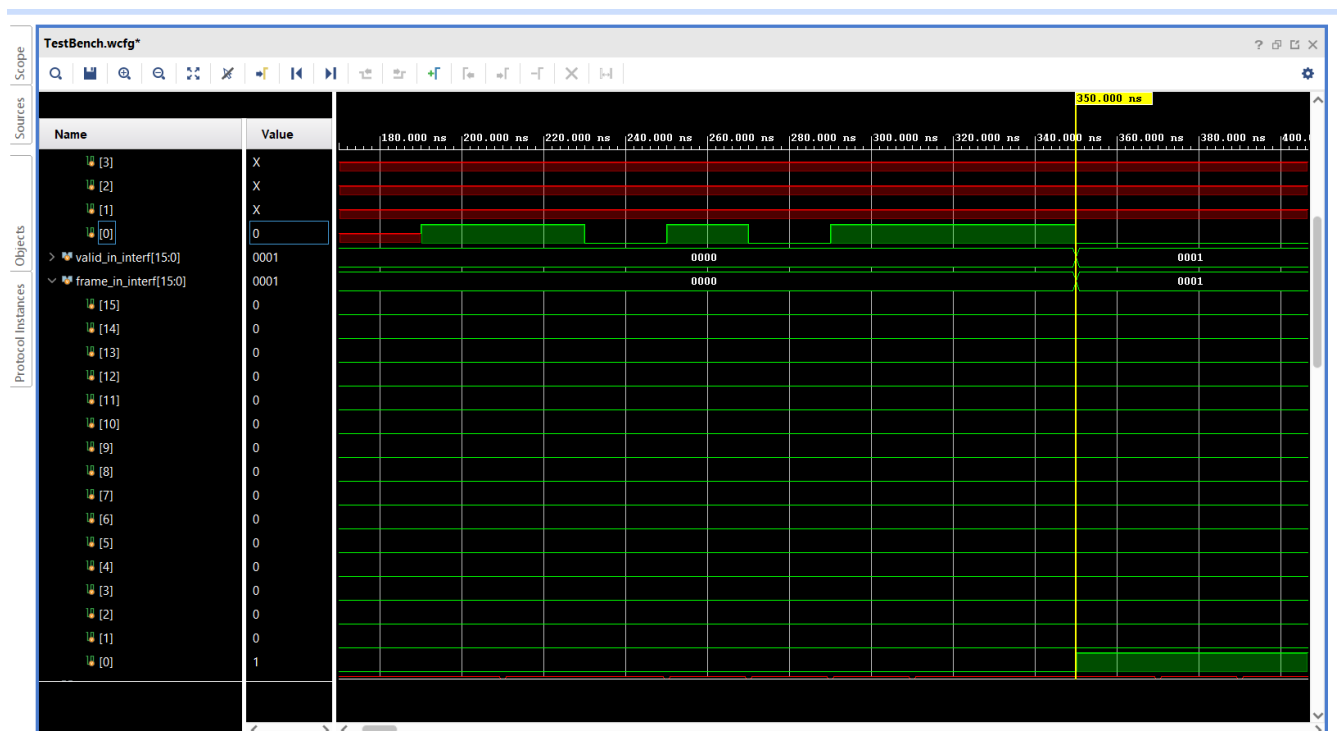 TestBench.wcfg*
Scope
Sources
Objects
Protocol Instances
350.000 ns
Name Value
180.000 ns 200.000 ns 220.000 ns 240.000 ns 260.000 ns 280.000 ns 300.000 ns 320.000 ns 340.000 ns 360.000 ns 380.000 ns 400.
[3] X
[2] X
[1] X
[0] 0
valid_in_interf[15:0] 0001 0000 0001
frame_in_interf[15:0] 0001 0000 0001
[15] 0
[14] 0
[13] 0
[12] 0
[11] 0
[10] 0
[9] 0
[8] 0
[7] 0
[6] 0
[5] 0
[4] 0
[3] 0
[2] 0
[1] 0
[0] 1